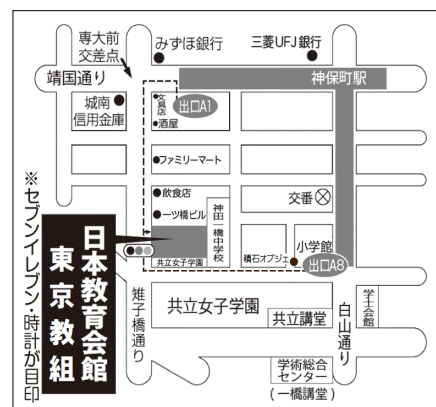 専大前
交差点
みずほ銀行
三菱UFJ銀行
靖国通り
神保町駅
城南
信用金庫
文具店
出口A1
酒屋
ファミリーマート
飲食店
一ツ橋ビル
神田一橋中学校
交番
小学館
積石オブジェ
出口A8
共立女子学園
※セブンイレブン・時計が目印
日本教育会館
東京教組
雉子橋通り
共立女子学園
共立講堂
白山通り
学士会館
学術総合
センター
(一橋講堂)